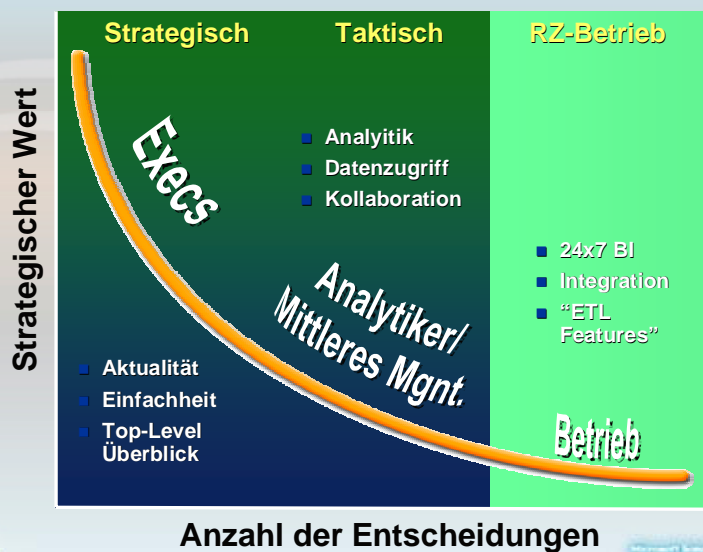 Strategisch
Taktisch
RZ-Betrieb
Strategischer Wert
Execs
Analyitik
Datenzugriff
Kollaboration
Analytiker/
Mittleres Mgnt.
24x7 BI
Integration
“ETL
Features”
Aktualität
Einfachheit
Top-Level
Überblick
Betrieb
Anzahl der Entscheidungen